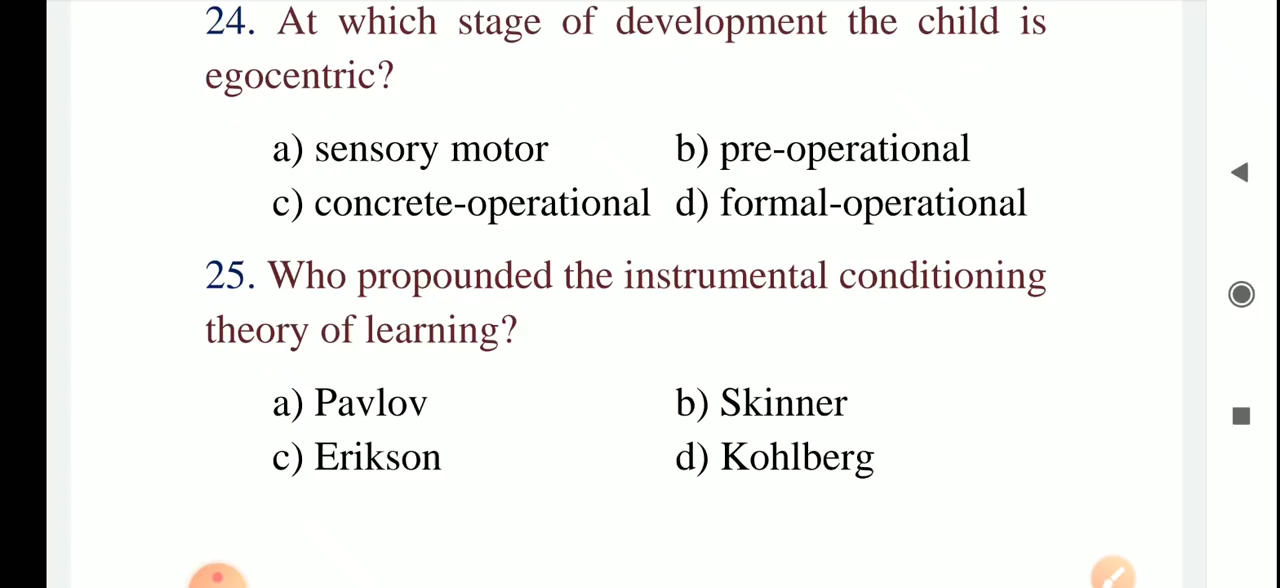 24. At which stage of development the child is
egocentric?
a) sensory motor b) pre-operational
c) concrete-operational d) formal-operational
25. Who propounded the instrumental conditioning
theory of learning?
a) Pavlov b) Skinner
c) Erikson d) Kohlberg